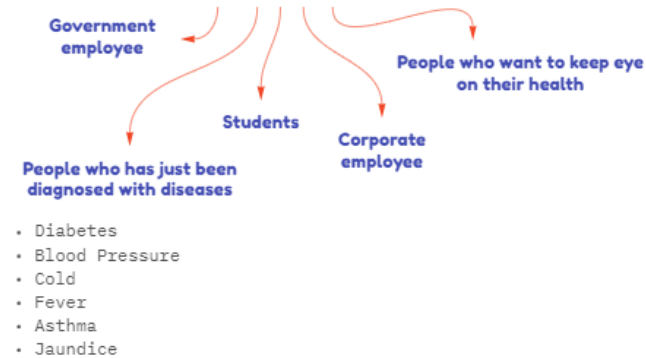 Government
employee
People who want to keep eye
on their health
Students
Corporate
employee
People who has just been
diagnosed with diseases
• Diabetes
• Blood Pressure
• Cold
• Fever
• Asthma
• Jaundice